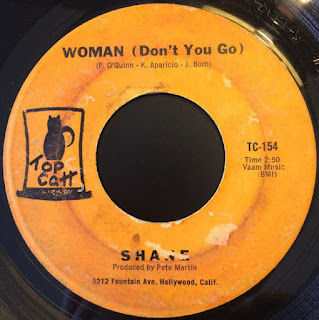 WOMAN (Don't You Go)
(F. O'Quinn - K. Aparicio - J. Boro)
TOP
CATT
TC-154
Time 2:50
Vaam Music
(BMI)
SHANE
Produced by Pete Martin
5212 Fountain Ave. Hollywood, Calif.